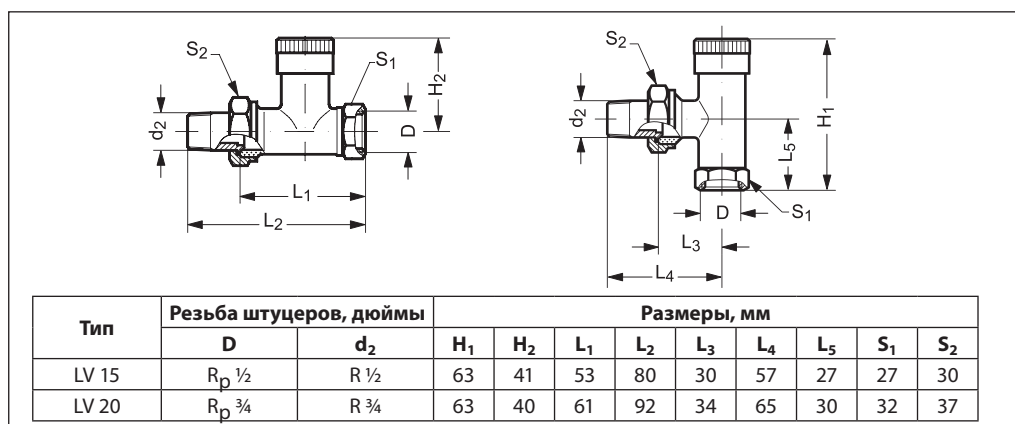 S2
S1
H2
d2
D
L1
L2
S2
d2
H1
L5
D
S1
L3
L4
Тип
Резьба штуцеров, дюймы
Размеры, мм
D d2 H1 H2 L1 L2 L3 L4 L5 S1 S2
LV 15 Rp ½ R ½ 63 41 53 80 30 57 27 27 30
LV 20 Rp ¾ R ¾ 63 40 61 92 34 65 30 32 37